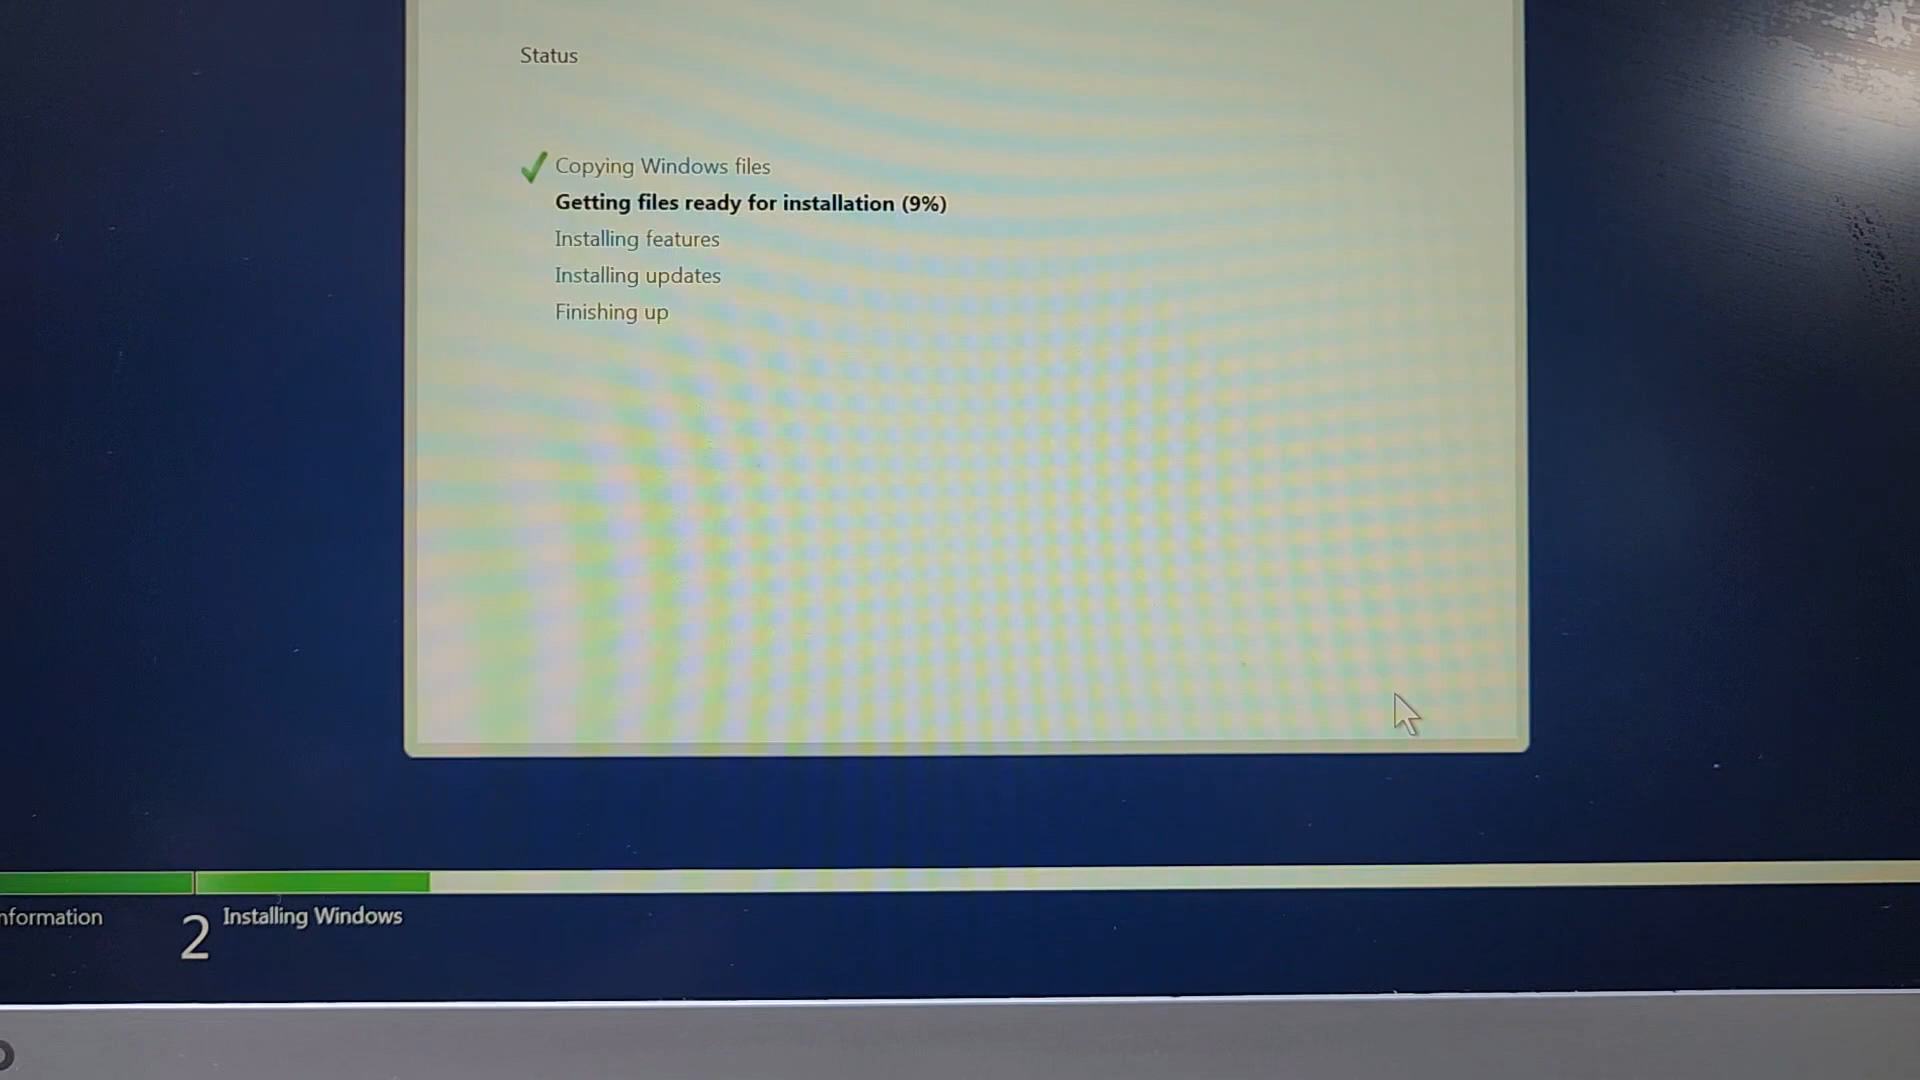 Status
Copying Windows files
Getting files ready for installation (9%)
Installing features
Installing updates
Finishing up
nformation
2 Installing Windows